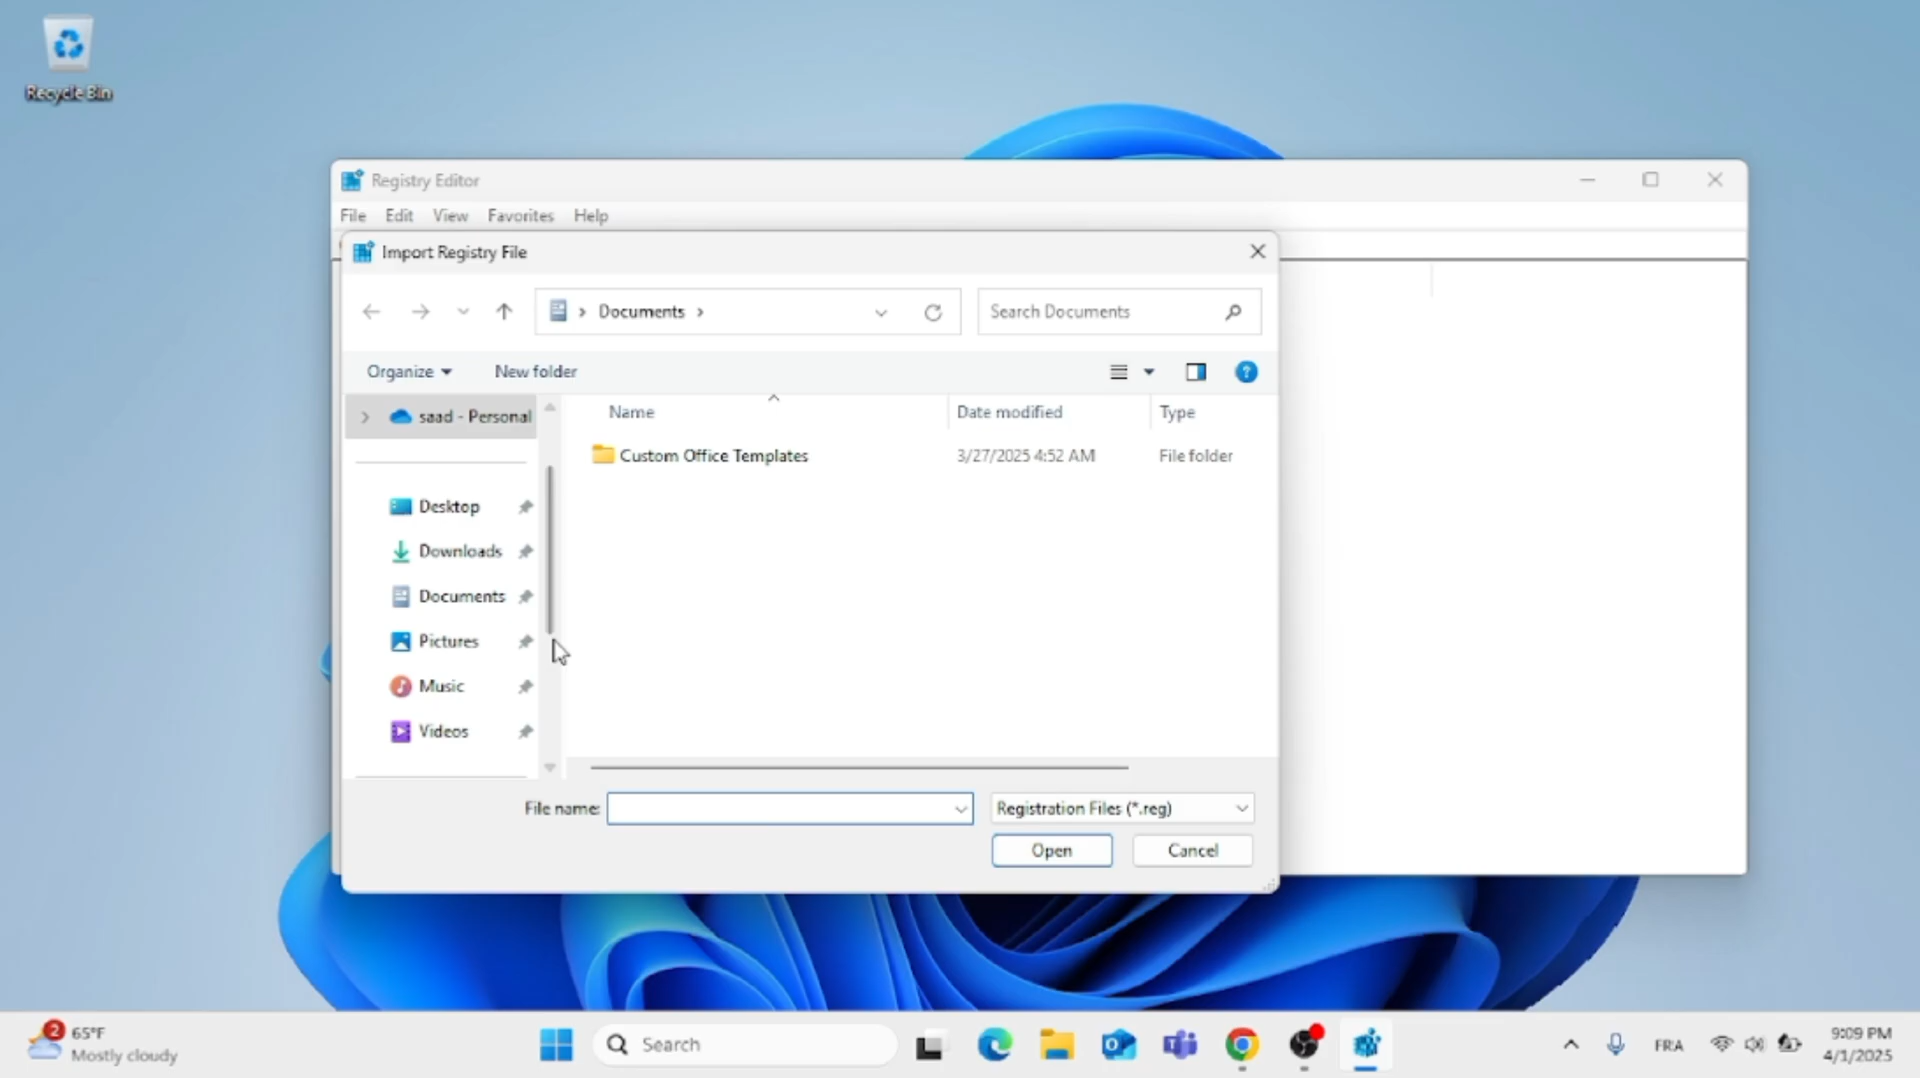 Recycle Bin
Registry Editor
File Edit View Favorites Help
Import Registry File
Documents
Search Documents
Organize New folder
saad - Personal
Name Date modified Type
Custom Office Templates 3/27/2025 4:52 AM File folder
Desktop
Downloads
Documents
Pictures
Music
Videos
File name: Registration Files (*.reg)
Open Cancel
2 65°F
Mostly cloudy
Search
FRA
9:09 PM
4/1/2025